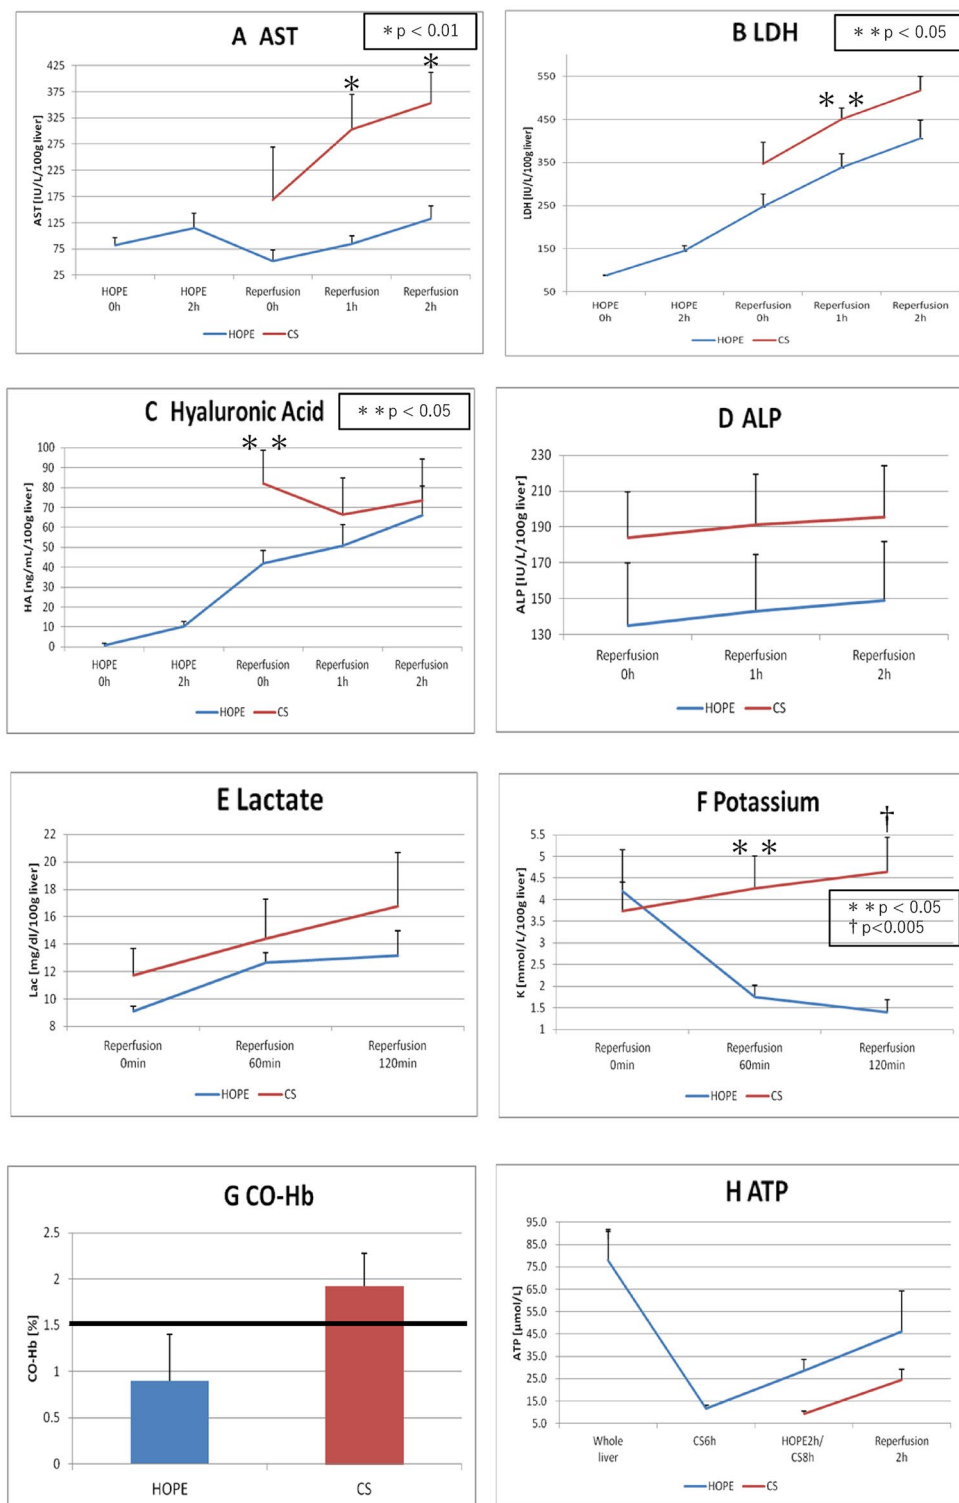 A AST
* p < 0.01
AST [IU/L/100g liver]
425
375
325
275
225
175
125
75
25
*
*
HOPE 0h
HOPE 2h
Reperfusion 0h
Reperfusion 1h
Reperfusion 2h
HOPE
CS
B LDH
* * p < 0.05
LDH [IU/L/100g liver]
550
450
350
250
150
50
* *
HOPE 0h
HOPE 2h
Reperfusion 0h
Reperfusion 1h
Reperfusion 2h
HOPE
CS
C Hyaluronic Acid
* * p < 0.05
HA [ng/mL/100g liver]
100
90
80
70
60
50
40
30
20
10
0
* *
HOPE 0h
HOPE 2h
Reperfusion 0h
Reperfusion 1h
Reperfusion 2h
HOPE
CS
D ALP
ALP [IU/L/100g liver]
230
210
190
170
150
130
Reperfusion 0h
Reperfusion 1h
Reperfusion 2h
HOPE
CS
E Lactate
Lac [mg/dl/100g liver]
22
20
18
16
14
12
10
8
Reperfusion 0min
Reperfusion 60min
Reperfusion 120min
HOPE
CS
F Potassium
K [mmol/L/100g liver]
5.5
5
4.5
4
3.5
3
2.5
2
1.5
1
* *
†
* * p < 0.05
† p<0.005
Reperfusion 0min
Reperfusion 60min
Reperfusion 120min
HOPE
CS
G CO-Hb
CO-Hb [%]
2.5
2
1.5
1
0.5
0
HOPE
CS
H ATP
ATP [μmol/L]
95.0
85.0
75.0
65.0
55.0
45.0
35.0
25.0
15.0
5.0
Whole liver
CS6h
HOPE2h/ CS8h
Reperfusion 2h
HOPE
CS